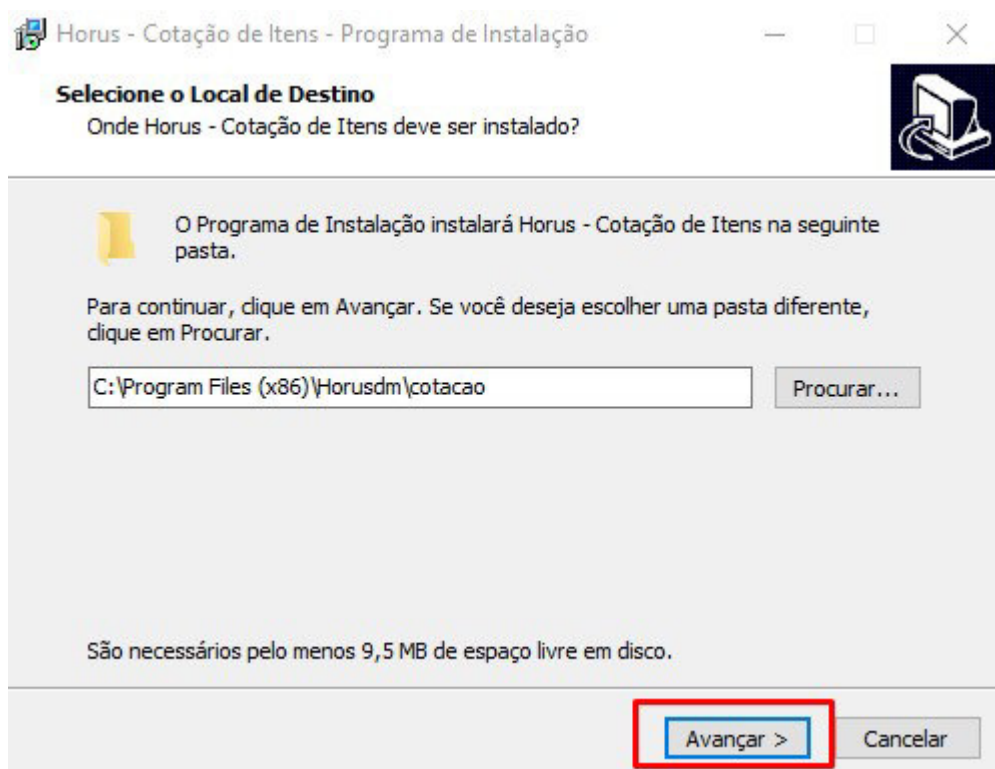 Horus - Cotação de Itens - Programa de Instalação
Selecione o Local de Destino
Onde Horus - Cotação de Itens deve ser instalado?
O Programa de Instalação instalará Horus - Cotação de Itens na seguinte
pasta.
Para continuar, clique em Avançar. Se você deseja escolher uma pasta diferente,
clique em Procurar.
C:\Program Files (x86)\Horusdm\cotacao
Procurar...
São necessários pelo menos 9,5 MB de espaço livre em disco.
Avançar >
Cancelar